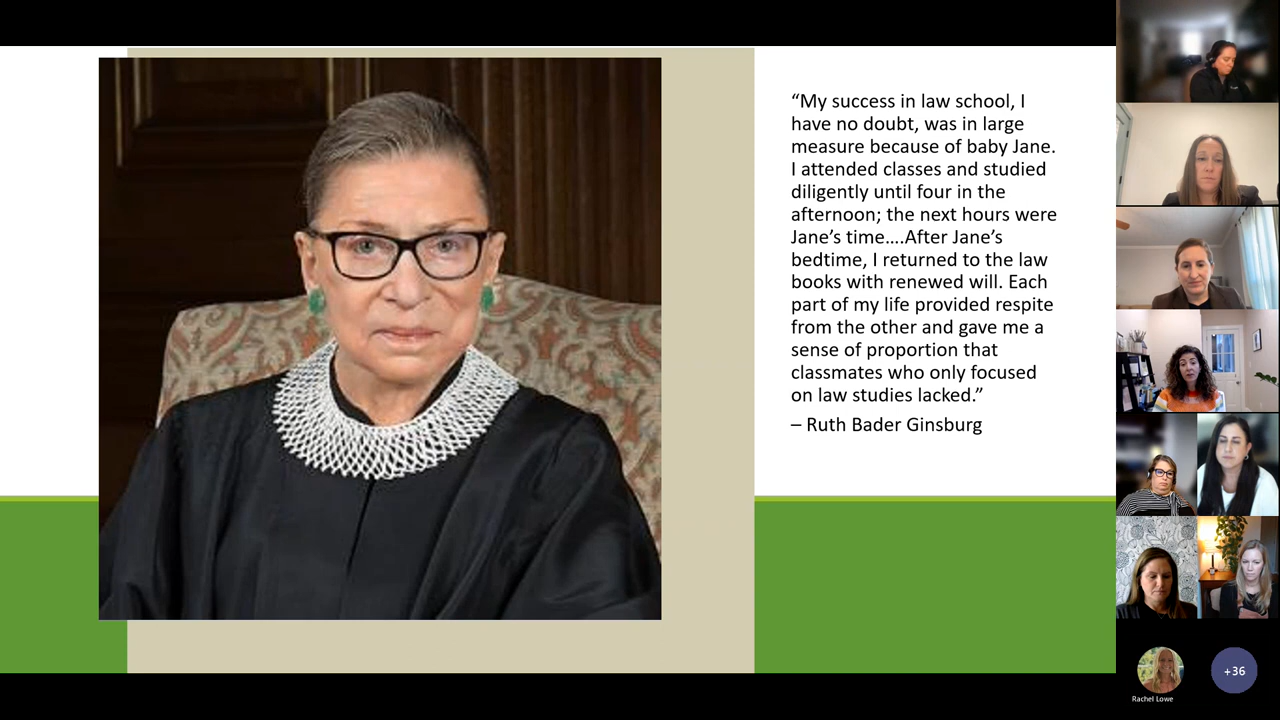 “My success in law school, I
have no doubt, was in large
measure because of baby Jane.
I attended classes and studied
diligently until four in the
afternoon; the next hours were
Jane’s time….After Jane’s
bedtime, I returned to the law
books with renewed will. Each
part of my life provided respite
from the other and gave me a
sense of proportion that
classmates who only focused
on law studies lacked.”
– Ruth Bader Ginsburg
Rachel Lowe
+36